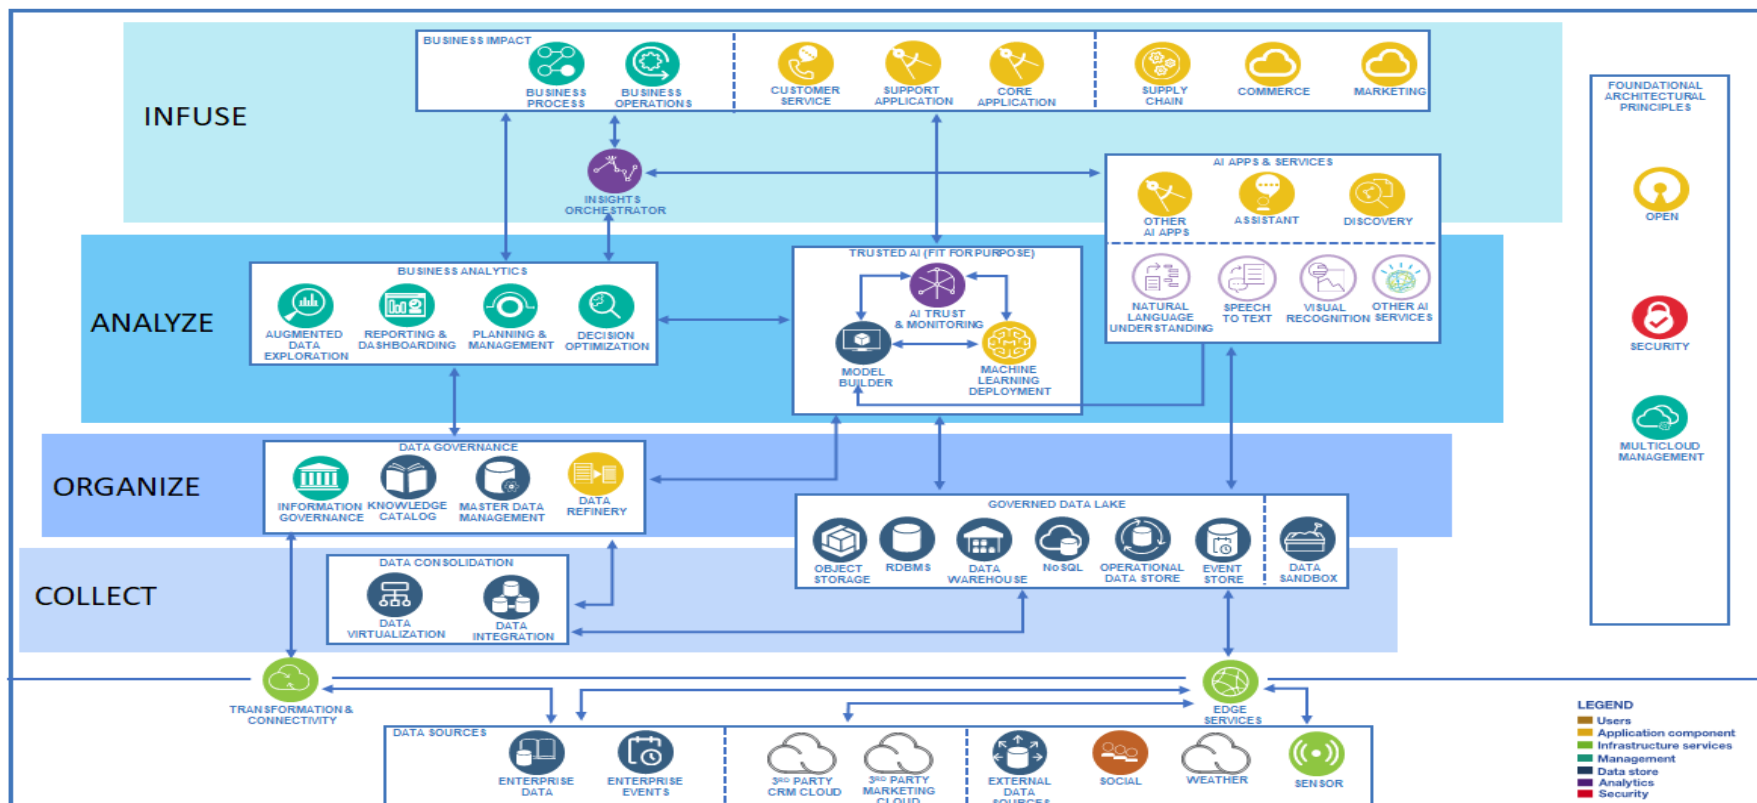 BUSINESS IMPACT
BUSINESS
PROCESS
BUSINESS
OPERATIONS
CUSTOMER
SERVICE
SUPPORT
APPLICATION
CORE
APPLICATION
SUPPLY
CHAIN
COMMERCE
MARKETING
INFUSE
INSIGHTS
ORCHESTRATOR
AI APPS & SERVICES
OTHER
AI APPS
ASSISTANT
DISCOVERY
NATURAL
LANGUAGE
UNDERSTANDING
SPEECH
TO TEXT
VISUAL
RECOGNITION
OTHER AI
SERVICES
ANALYZE
BUSINESS ANALYTICS
AUGMENTED
DATA
EXPLORATION
REPORTING &
DASHBOARDING
PLANNING &
MANAGEMENT
DECISION
OPTIMIZATION
TRUSTED AI (FIT FOR PURPOSE)
AI TRUST
& MONITORING
MODEL
BUILDER
MACHINE
LEARNING
DEPLOYMENT
ORGANIZE
DATA GOVERNANCE
INFORMATION
GOVERNANCE
KNOWLEDGE
CATALOG
MASTER DATA
MANAGEMENT
DATA
REFINERY
GOVERNED DATA LAKE
OBJECT
STORAGE
RDBMS
DATA
WAREHOUSE
NoSQL
OPERATIONAL
DATA STORE
EVENT
STORE
DATA
SANDBOX
COLLECT
DATA CONSOLIDATION
DATA
VIRTUALIZATION
DATA
INTEGRATION
TRANSFORMATION &
CONNECTIVITY
EDGE
SERVICES
DATA SOURCES
ENTERPRISE
DATA
ENTERPRISE
EVENTS
3RD PARTY
CRM CLOUD
3RD PARTY
MARKETING
CLOUD
EXTERNAL
DATA
SOURCES
SOCIAL
WEATHER
SENSOR
FOUNDATIONAL
ARCHITECTURAL
PRINCIPLES
OPEN
SECURITY
MULTICLOUD
MANAGEMENT
LEGEND
Users
Application component
Infrastructure services
Management
Data store
Analytics
Security